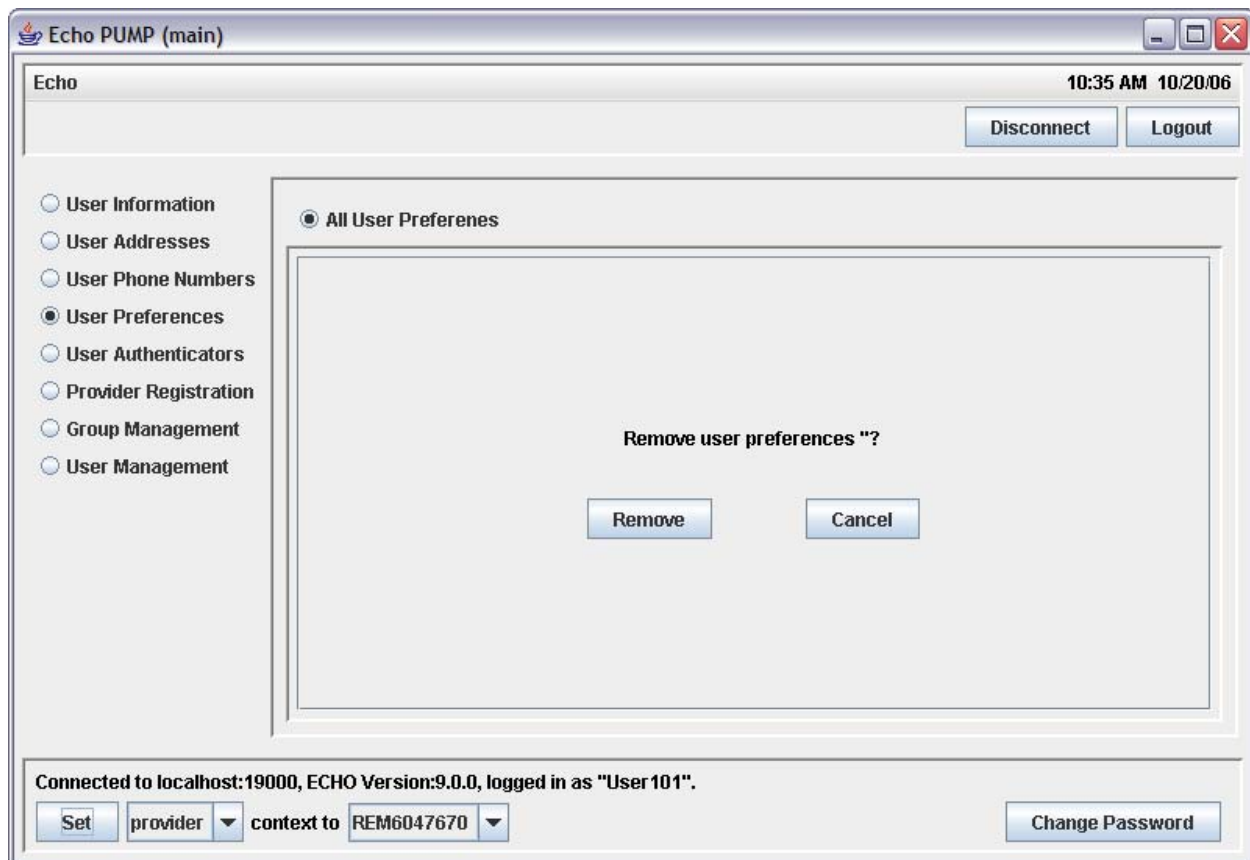 Echo PUMP (main)
Echo
10:35 AM 10/20/06
Disconnect
Logout
User Information
User Addresses
User Phone Numbers
User Preferences
User Authenticators
Provider Registration
Group Management
User Management
All User Preferenes
Remove user preferences "?
Remove
Cancel
Connected to localhost:19000, ECHO Version:9.0.0, logged in as "User101".
Set
provider
context to
REM6047670
Change Password